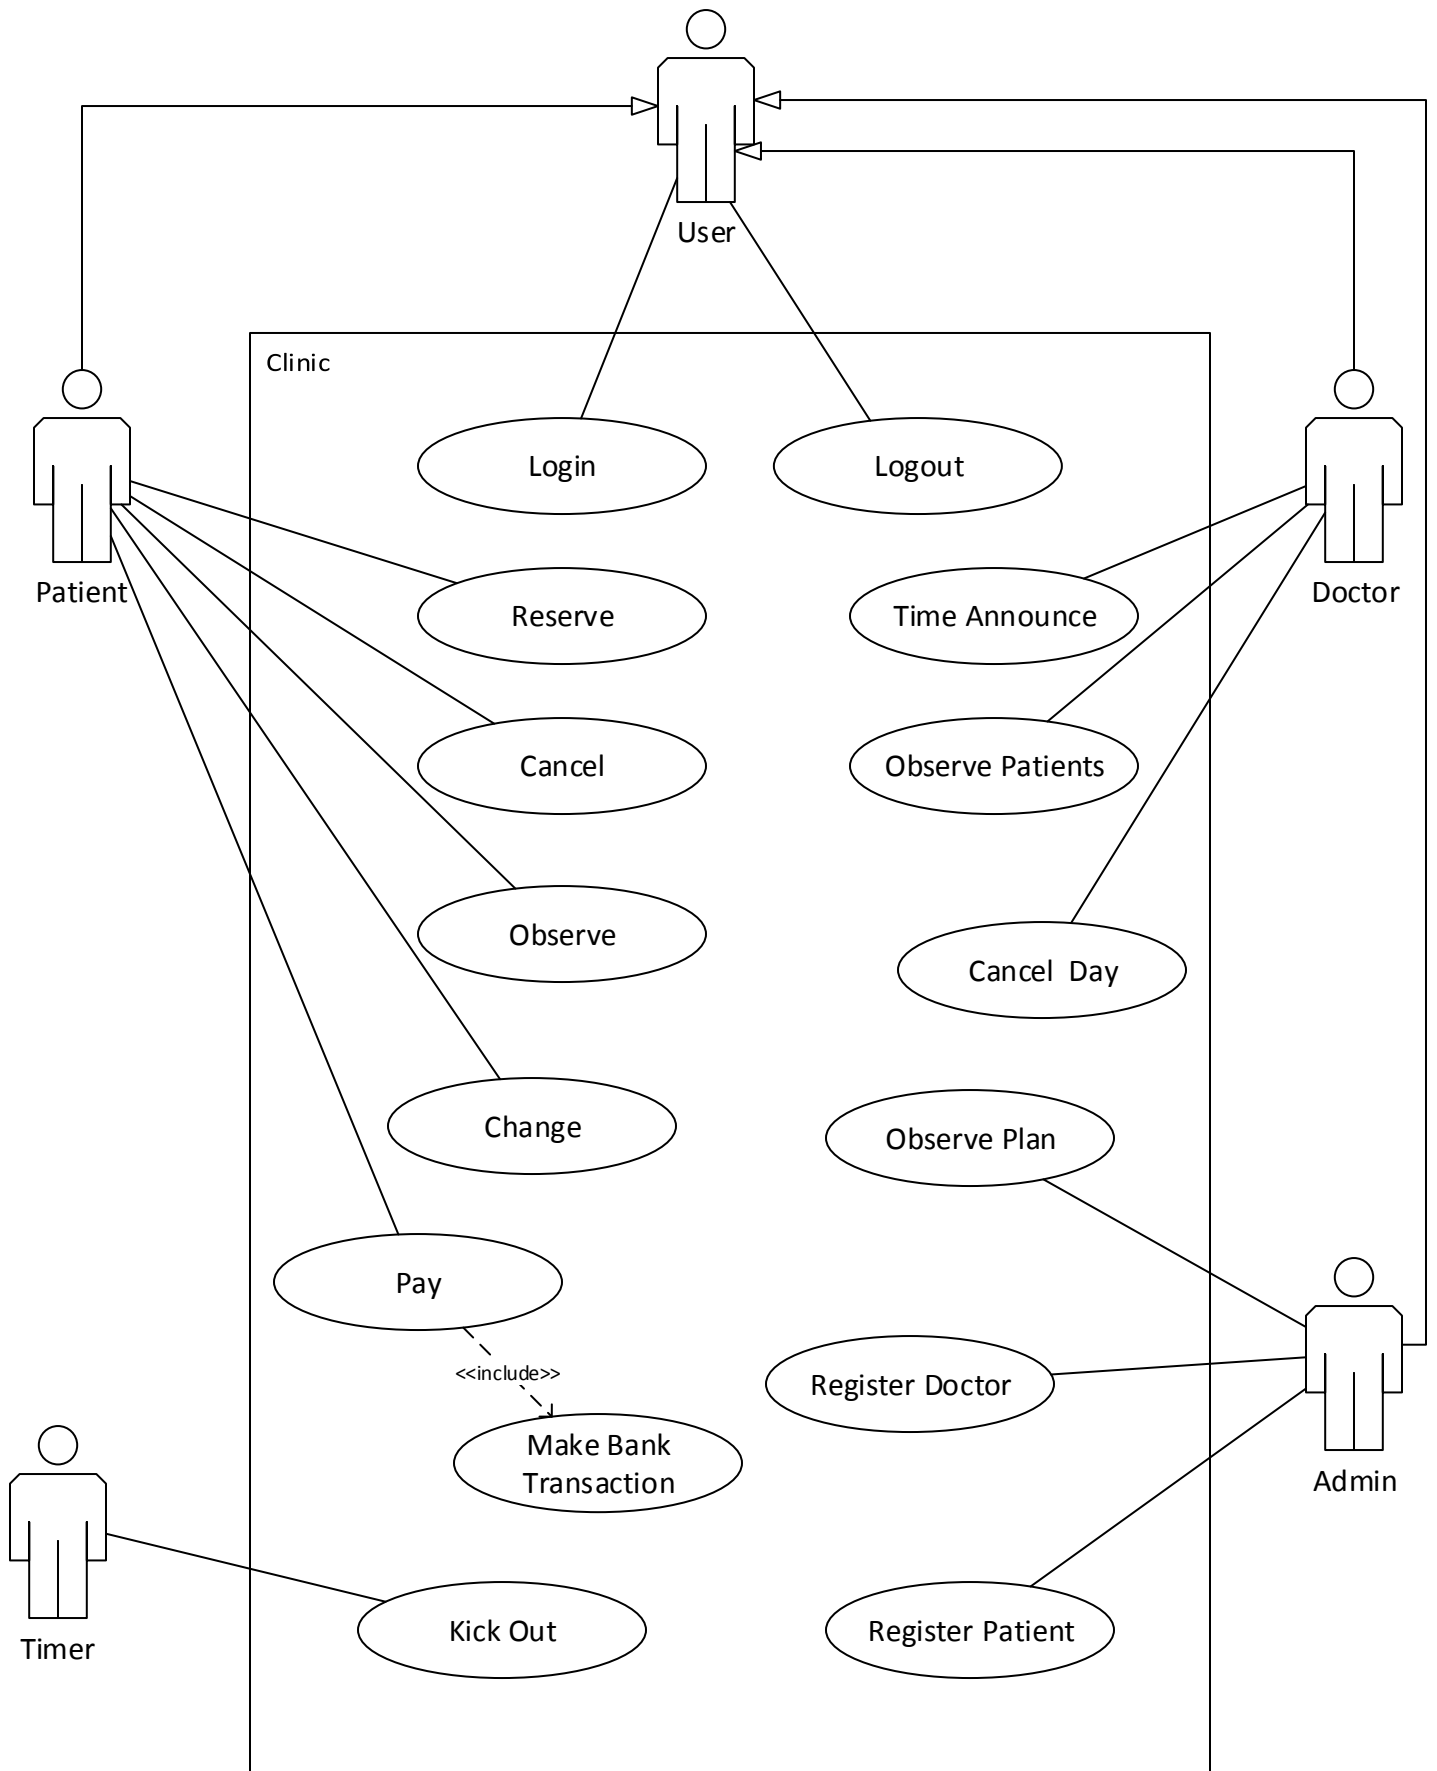 User
Clinic
Login
Logout
Patient
Reserve
Time Announce
Doctor
Cancel
Observe Patients
Observe
Cancel  Day
Change
Observe Plan
Pay
<<include>>
Register Doctor
Make Bank
Transaction
Admin
Timer
Kick Out
Register Patient